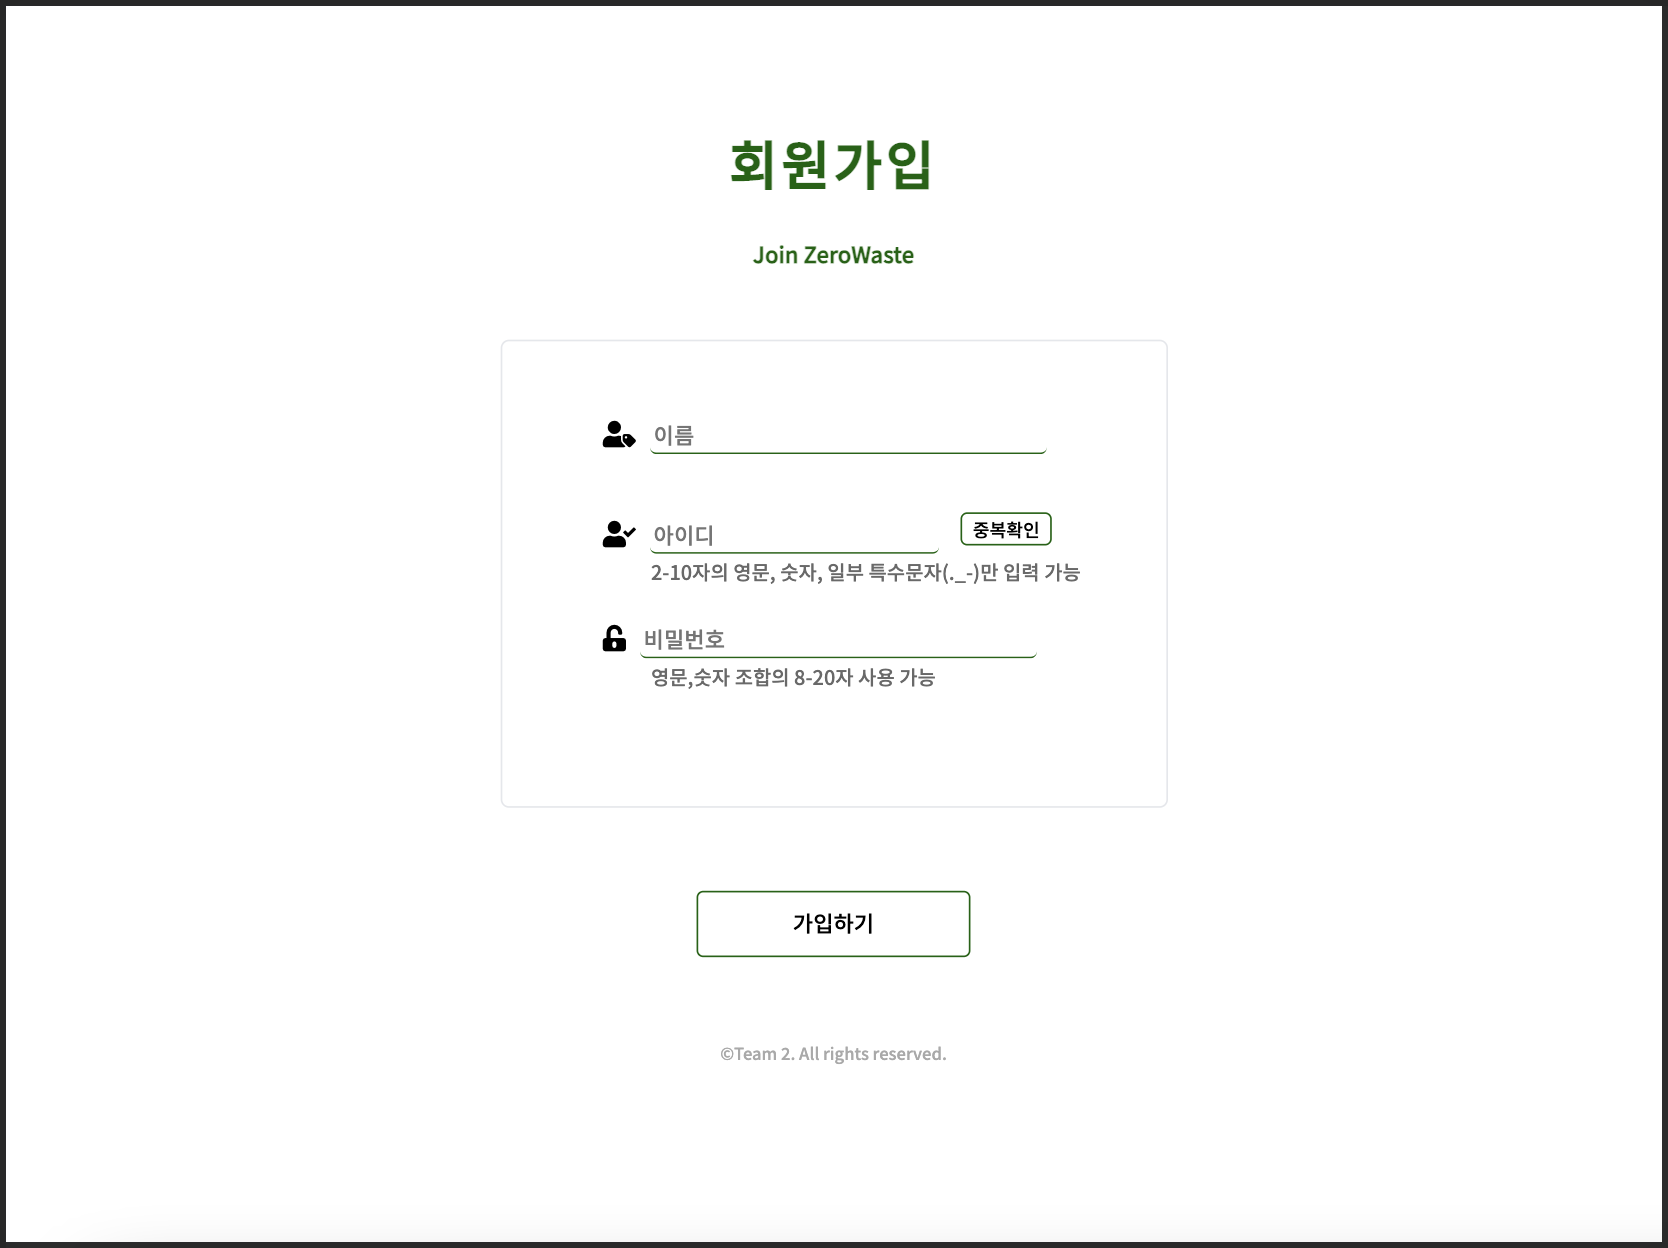 회원가입
Join ZeroWaste
이름
아이디 중복확인
2-10자의 영문, 숫자, 일부 특수문자(._-)만 입력 가능
비밀번호
영문,숫자 조합의 8-20자 사용 가능
가입하기
©Team 2. All rights reserved.